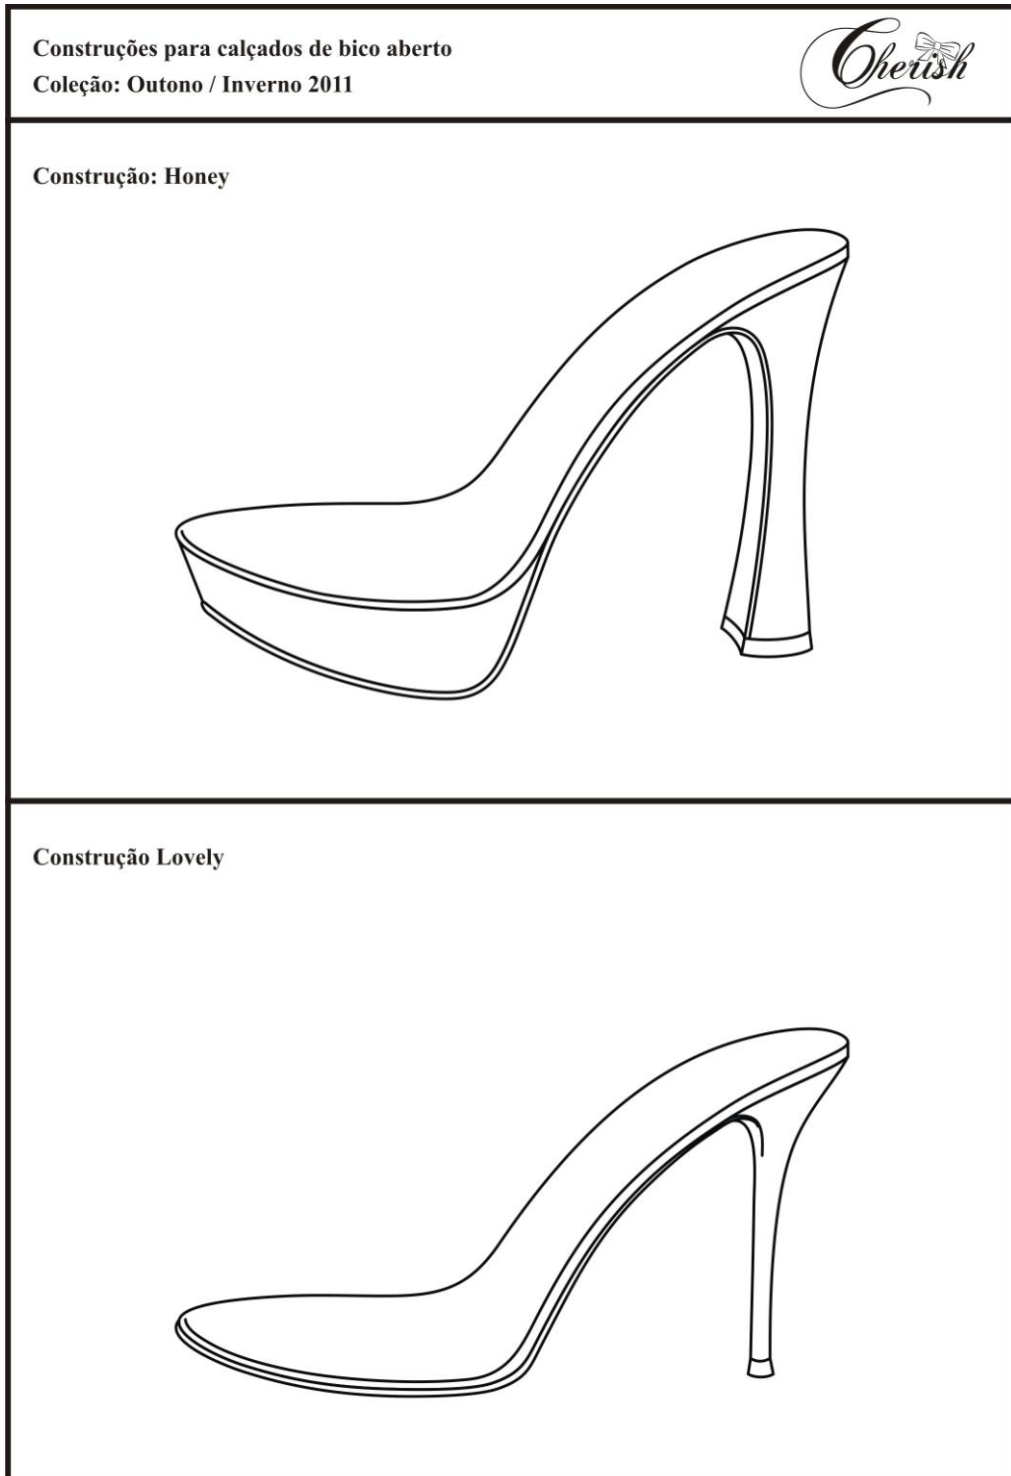 Construções para calçados de bico aberto
Coleção: Outono / Inverno 2011
Cherish
Construção: Honey
Construção Lovely